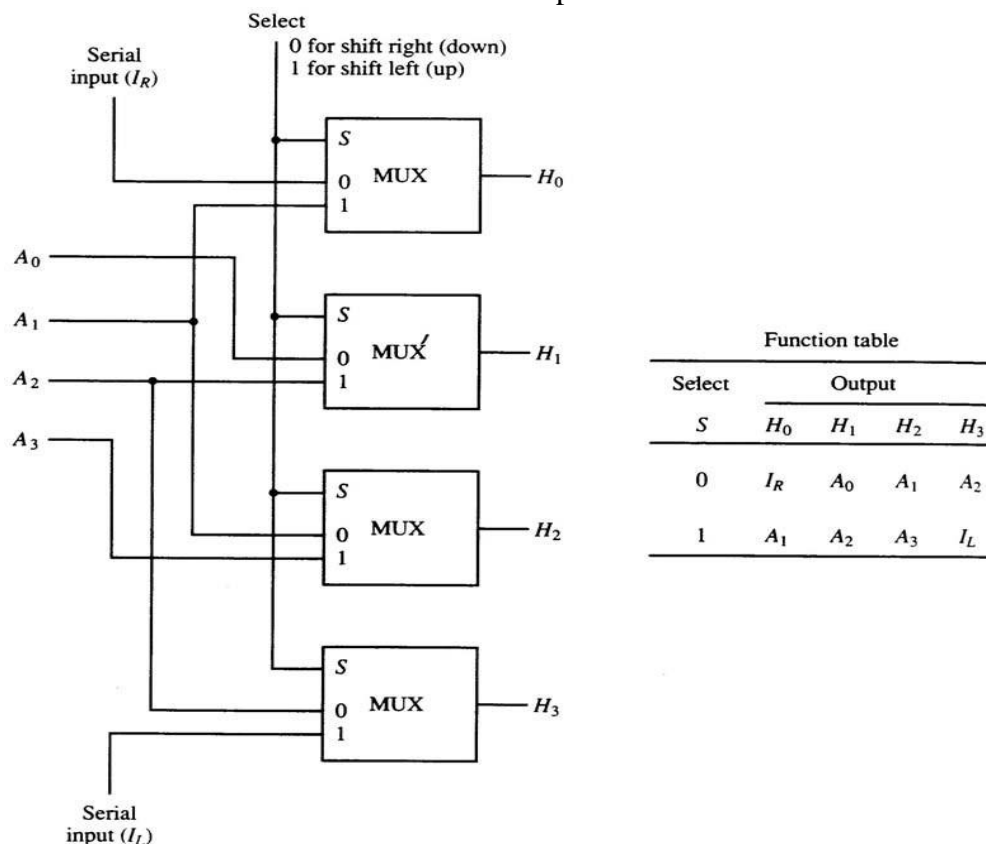 Select
0 for shift right (down)
1 for shift left (up)
Serial
input (I_R)
S
MUX
0
1
H_0
A_0
S
A_1
MUX
0
H_1
A_2
1
A_3
S
MUX
0
H_2
1
S
MUX
0
H_3
1
Serial
input (I_L)
Function table
Select Output
S H_0 H_1 H_2 H_3
0 I_R A_0 A_1 A_2
1 A_1 A_2 A_3 I_L